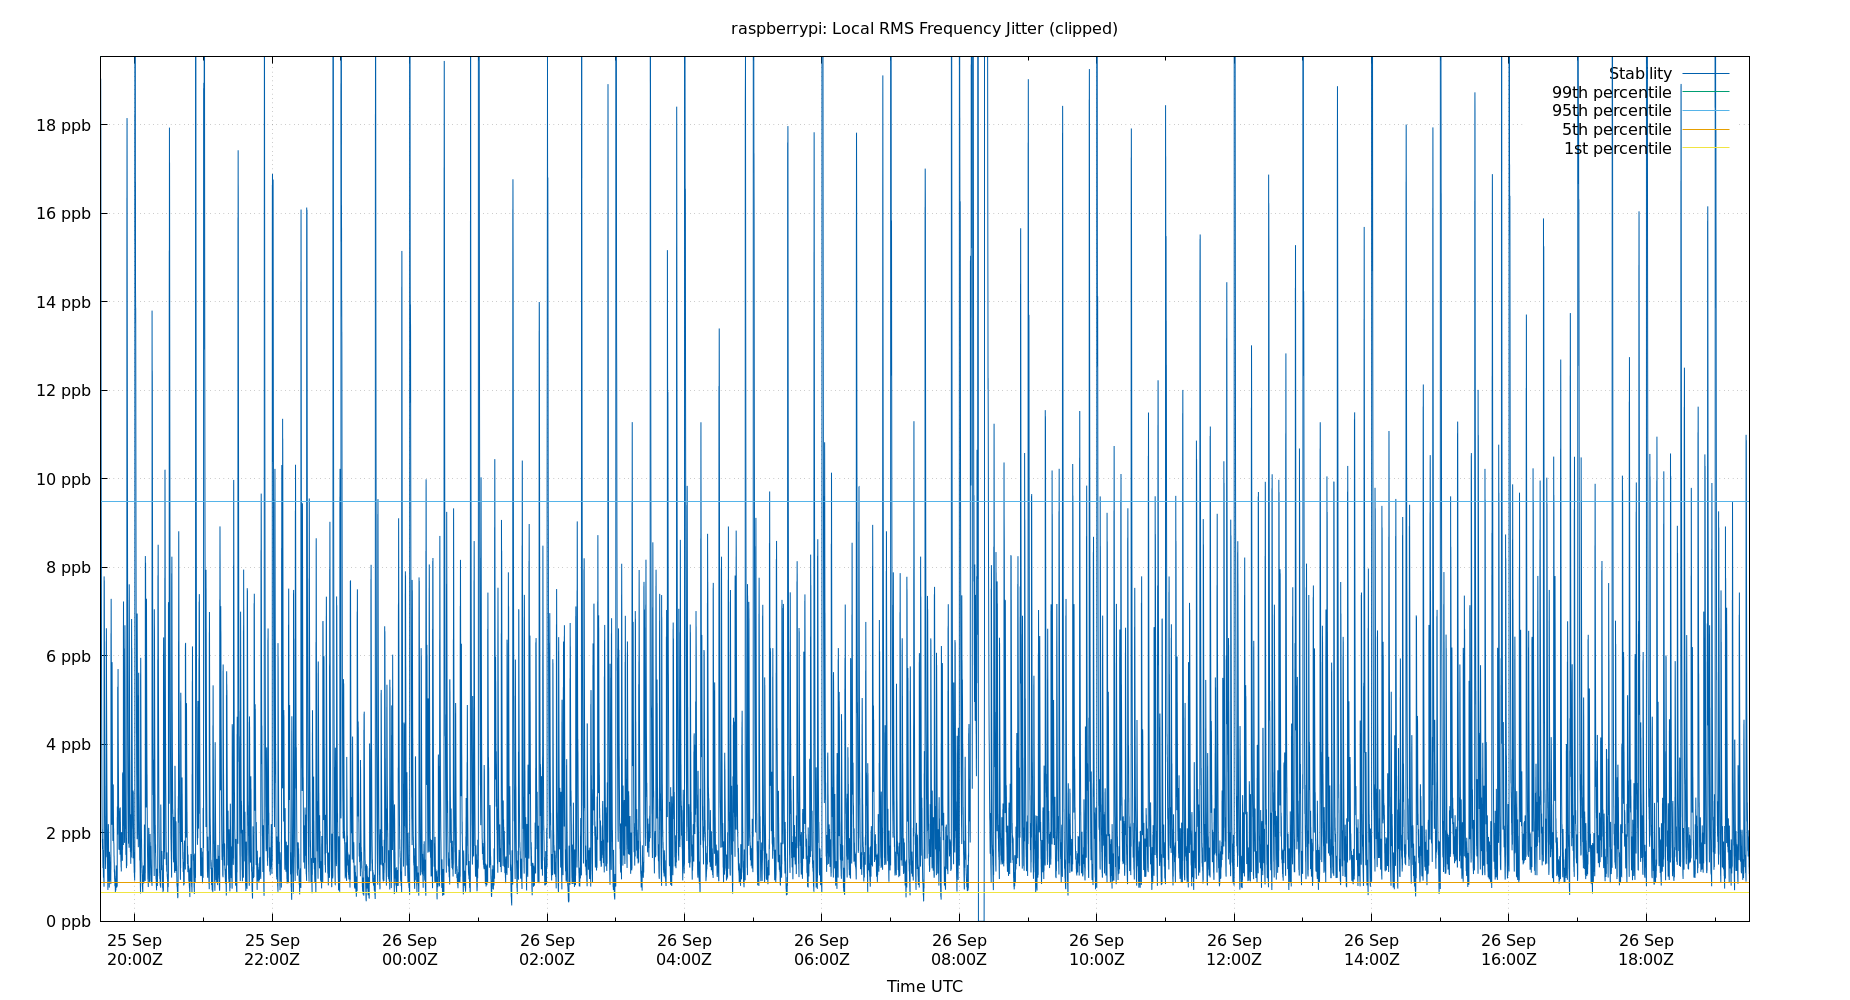 raspberrypi: Local RMS Frequency Jitter (clipped)
Stability
99th percentile
95th percentile
5th percentile
1st percentile
18 ppb
16 ppb
14 ppb
12 ppb
10 ppb
8 ppb
6 ppb
4 ppb
2 ppb
0 ppb
25 Sep 25 Sep 26 Sep 26 Sep 26 Sep 26 Sep 26 Sep 26 Sep 26 Sep 26 Sep 26 Sep 26 Sep
20:00Z 22:00Z 00:00Z 02:00Z 04:00Z 06:00Z 08:00Z 10:00Z 12:00Z 14:00Z 16:00Z 18:00Z
Time UTC